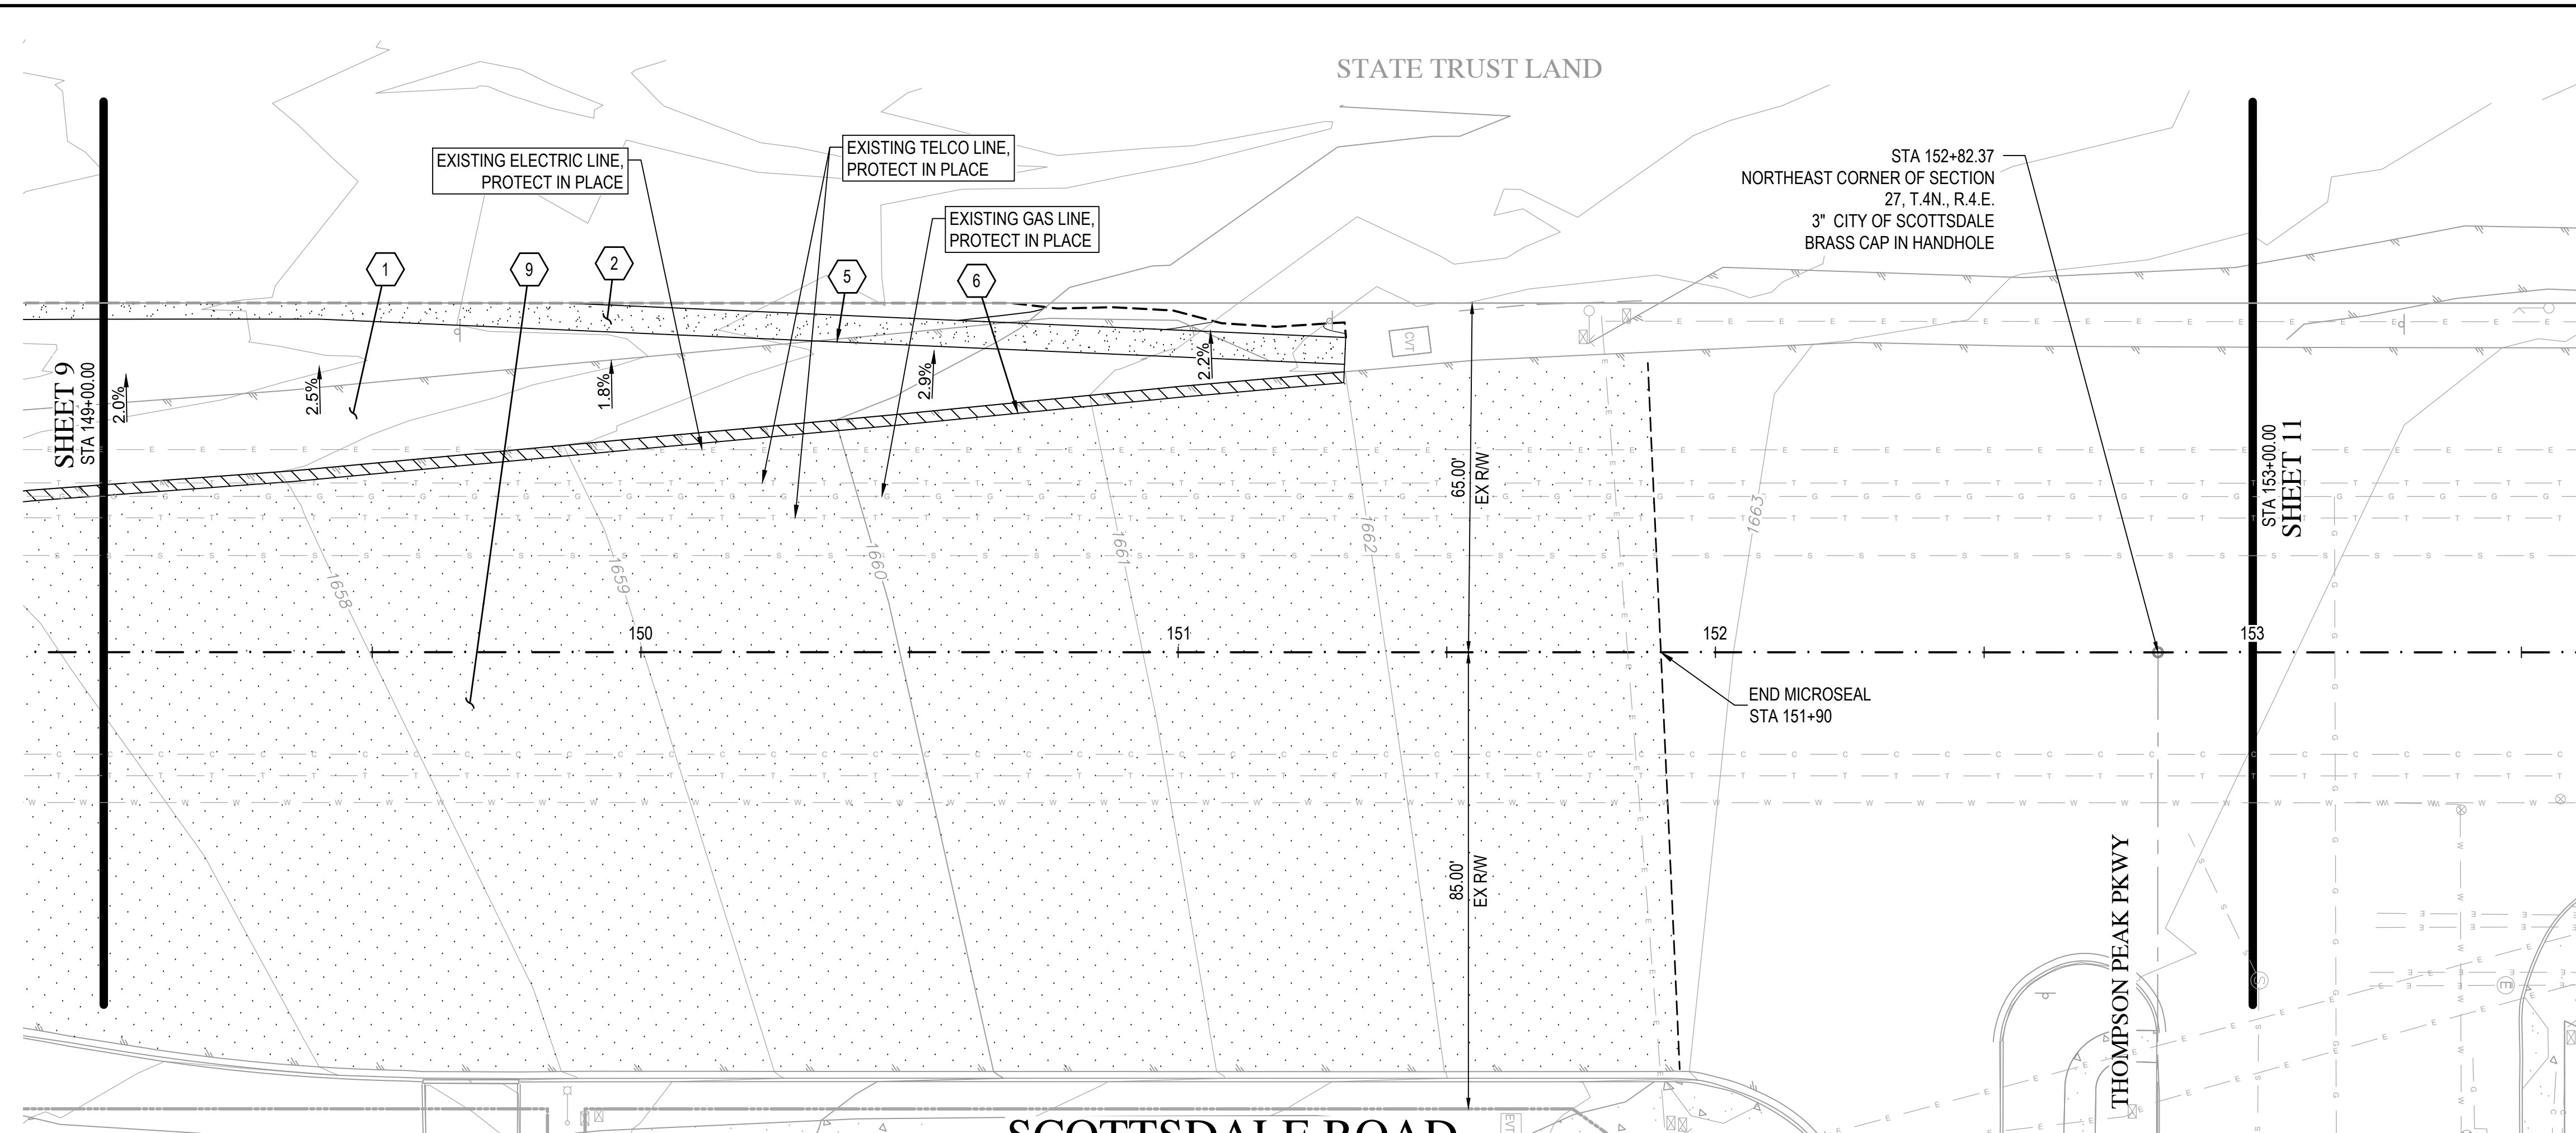 STATE TRUST LAND
EXISTING ELECTRIC LINE,
PROTECT IN PLACE
EXISTING TELCO LINE,
PROTECT IN PLACE
EXISTING GAS LINE,
PROTECT IN PLACE
STA 152+82.37
NORTHEAST CORNER OF SECTION
27, T.4N., R.4.E.
3" CITY OF SCOTTSDALE
BRASS CAP IN HANDHOLE
1
9
2
5
6
CVT
SHEET 9
STA 149+00.00
2.0%
2.5%
1.8%
2.9%
2.2%
65.00'
EX R/W
STA 153+00.00
SHEET 11
1658
1659
1660
1661
1662
1663
150
151
152
153
END MICROSEAL
STA 151+90
85.00'
EX R/W
THOMPSON PEAK PKWY
SCOTTSDALE ROAD
EVT